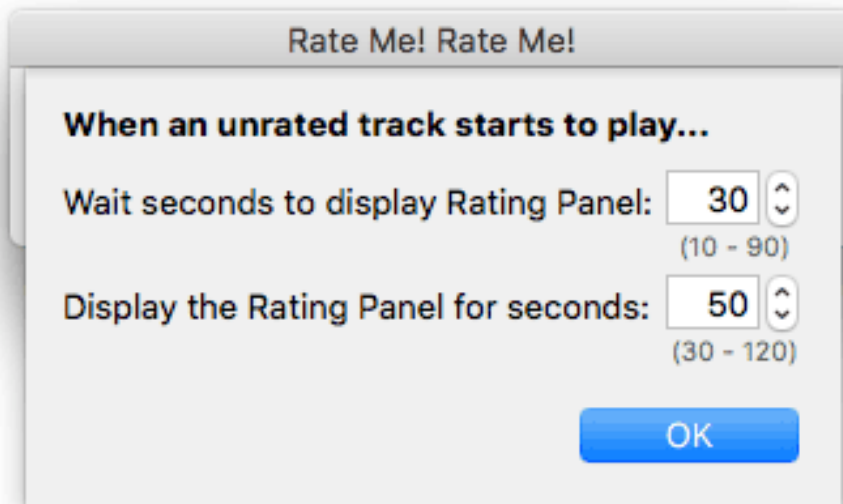 Rate Me! Rate Me!
When an unrated track starts to play...
Wait seconds to display Rating Panel: 30
(10 - 90)
Display the Rating Panel for seconds: 50
(30 - 120)
OK